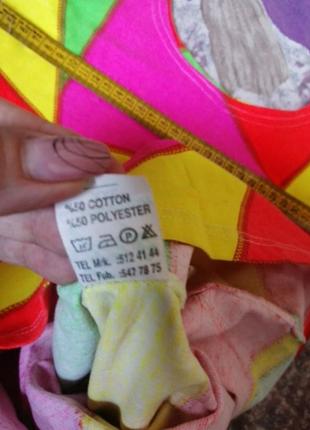 %50 COTTON
%50 POLYESTER
P
TEL Mrk. :512 41 44
TEL Fab. :547 78 75